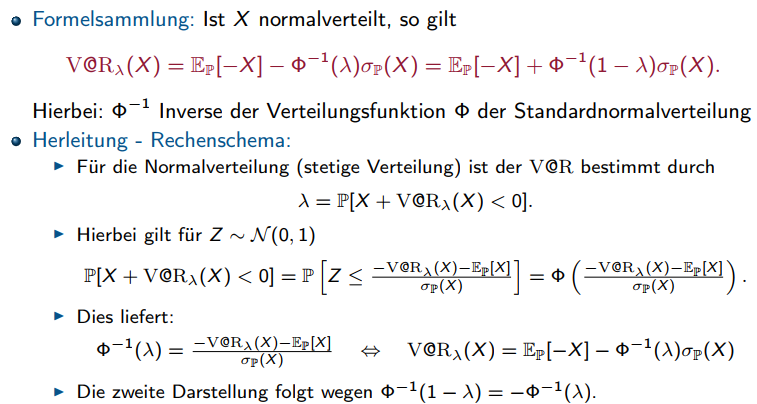 Formelsammlung: Ist X normalverteilt, so gilt
V@R_λ(X) = 𝔼_ℙ[−X] − Φ⁻¹(λ)σ_ℙ(X) = 𝔼_ℙ[−X] + Φ⁻¹(1 − λ)σ_ℙ(X).
Hierbei: Φ⁻¹ Inverse der Verteilungsfunktion Φ der Standardnormalverteilung
Herleitung - Rechenschema:
Für die Normalverteilung (stetige Verteilung) ist der V@R bestimmt durch
λ = ℙ[X + V@R_λ(X) < 0].
Hierbei gilt für Z ∼ 𝒩(0, 1)
ℙ[X + V@R_λ(X) < 0] = ℙ [Z ≤ (−V@R_λ(X)−𝔼_ℙ[X])/σ_ℙ(X)] = Φ ((−V@R_λ(X)−𝔼_ℙ[X])/σ_ℙ(X)) .
Dies liefert:
Φ⁻¹(λ) = (−V@R_λ(X)−𝔼_ℙ[X])/σ_ℙ(X) ⇔ V@R_λ(X) = 𝔼_ℙ[−X] − Φ⁻¹(λ)σ_ℙ(X)
Die zweite Darstellung folgt wegen Φ⁻¹(1 − λ) = −Φ⁻¹(λ).